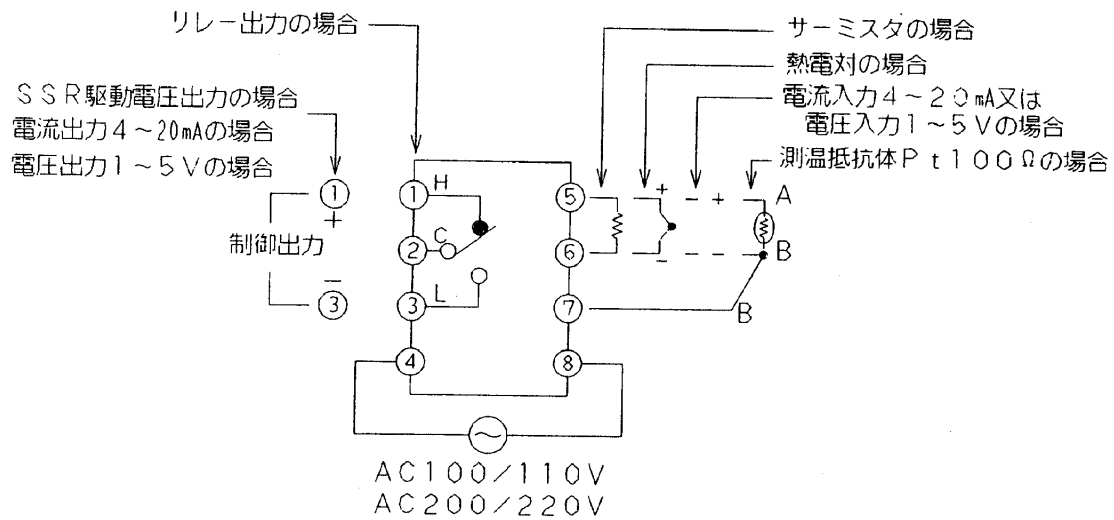 リレー出力の場合
サーミスタの場合
熱電対の場合
SSR駆動電圧出力の場合
電流入力4~20mA又は
電流出力4~20mAの場合
電圧入力1~5Vの場合
電圧出力1~5Vの場合
測温抵抗体Pt100Ωの場合
① ① H ⑤ + - + A
+
制御出力 ② C ⑥ - B
-
③ ③ L ⑦ B
④ ⑧
AC100/110V
AC200/220V